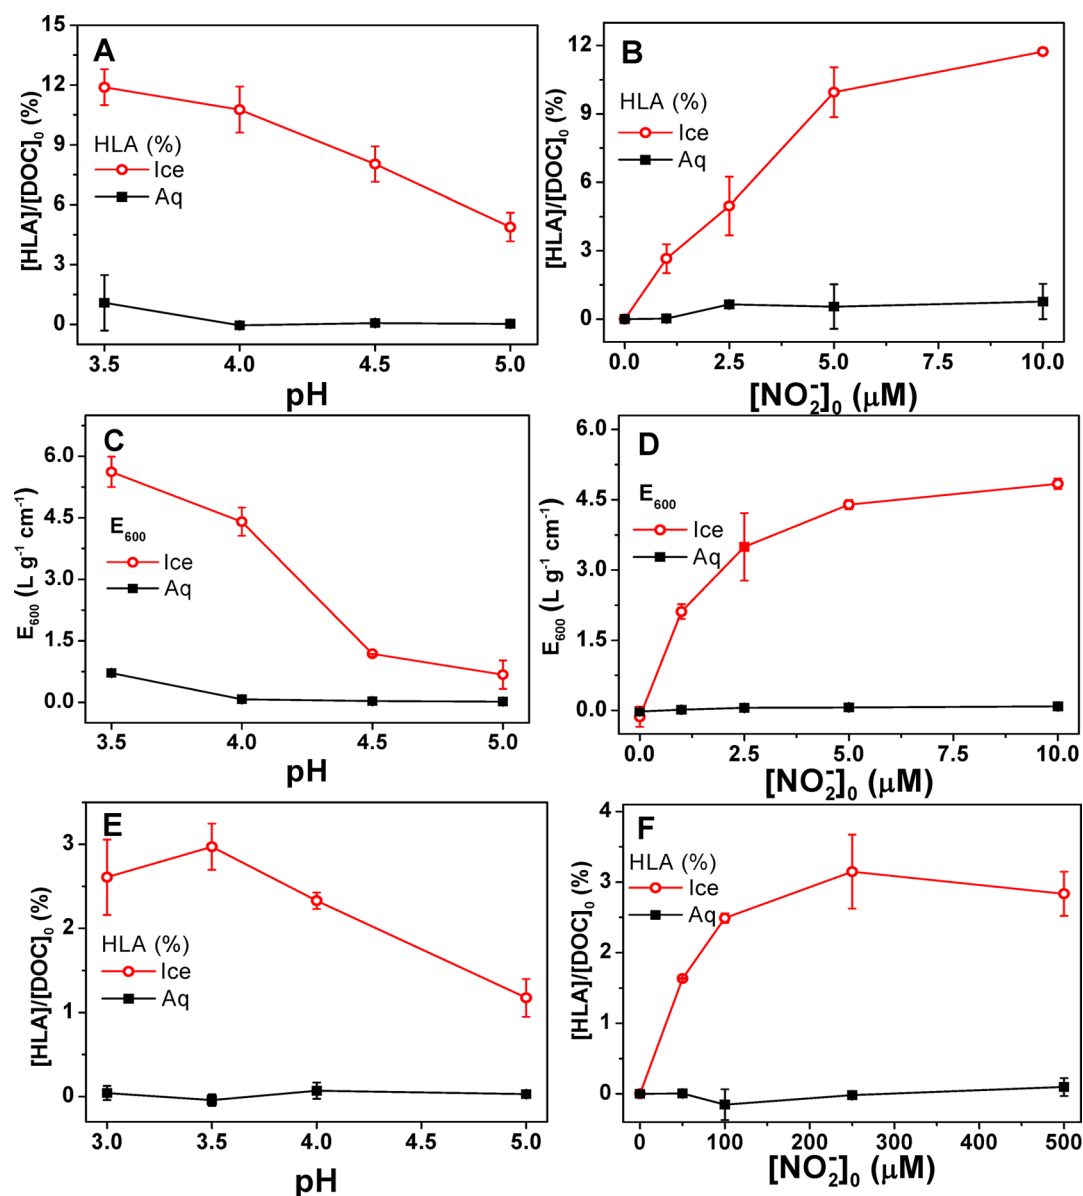 A
[HLA]/[DOC]₀ (%)
15
12
9
6
3
0
HLA (%)
Ice
Aq
3.5 4.0 4.5 5.0
pH
B
[HLA]/[DOC]₀ (%)
12
9
6
3
0
HLA (%)
Ice
Aq
0.0 2.5 5.0 7.5 10.0
[NO₂⁻]₀ (μM)
C
E₆₀₀ (L g⁻¹ cm⁻¹)
6.0
4.5
3.0
1.5
0.0
E₆₀₀
Ice
Aq
3.5 4.0 4.5 5.0
pH
D
E₆₀₀ (L g⁻¹ cm⁻¹)
6.0
4.5
3.0
1.5
0.0
E₆₀₀
Ice
Aq
0.0 2.5 5.0 7.5 10.0
[NO₂⁻]₀ (μM)
E
[HLA]/[DOC]₀ (%)
3
2
1
0
HLA (%)
Ice
Aq
3.0 3.5 4.0 4.5 5.0
pH
F
[HLA]/[DOC]₀ (%)
4
3
2
1
0
HLA (%)
Ice
Aq
0 100 200 300 400 500
[NO₂⁻]₀ (μM)